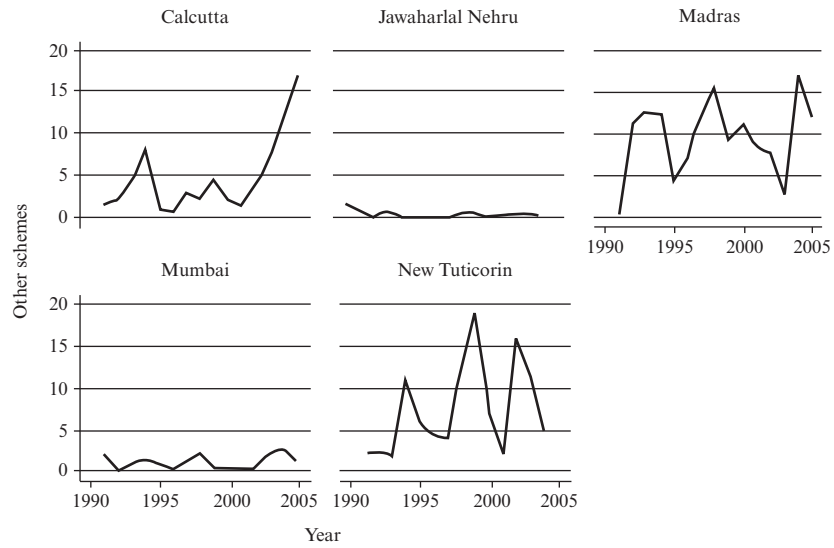 Calcutta
Jawaharlal Nehru
Madras
20
15
10
5
0
1990 1995 2000 2005
Other schemes
Mumbai
New Tuticorin
20
15
10
5
0
1990 1995 2000 2005
1990 1995 2000 2005
Year